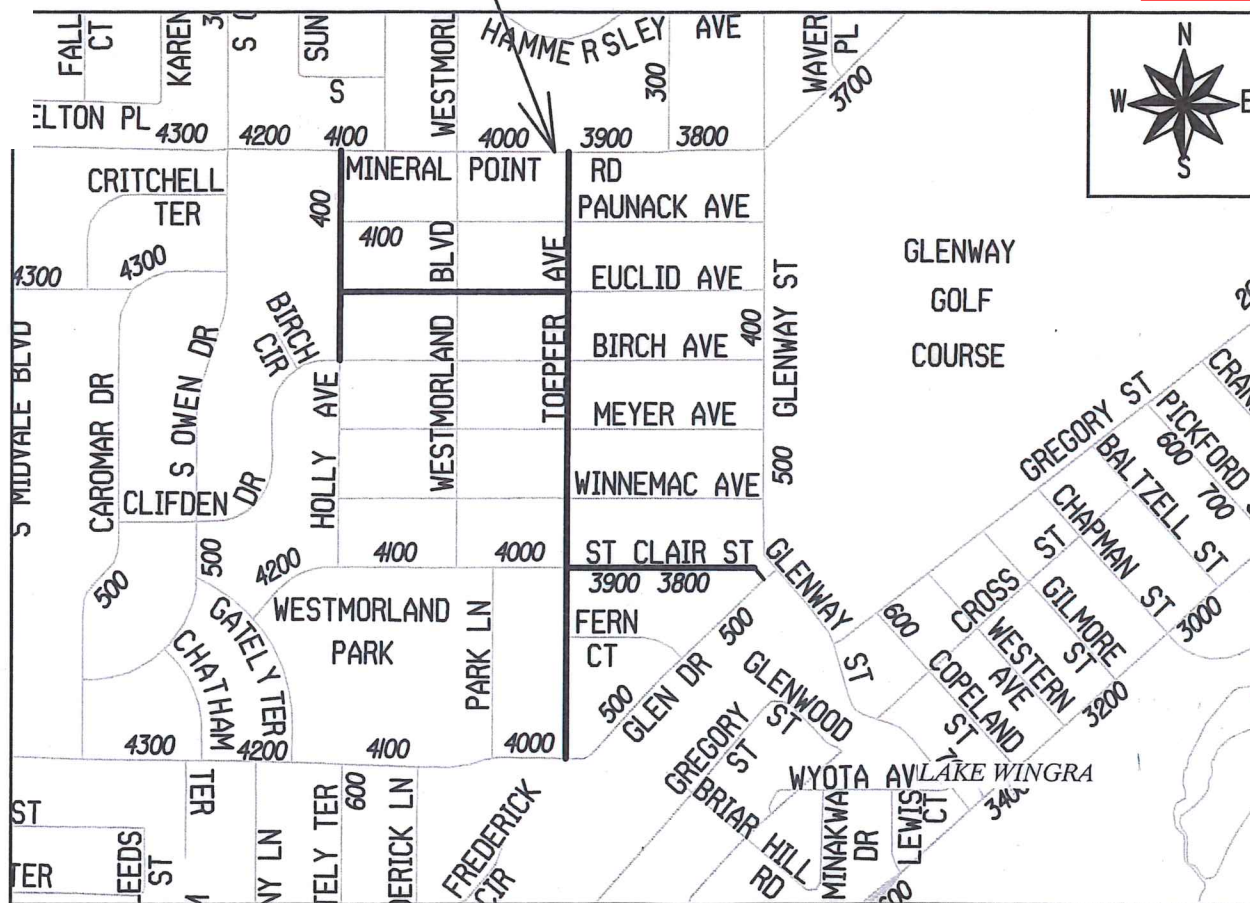 FALL CT
KAREN
SUN
S
WESTMORL
HAMMERSLEY AVE
300
WAVER PL
3700
N
W
E
S
ELTON PL
4300
4200
4100
4000
3900
3800
MINERAL POINT RD
CRITCHELL TER
400
PAUNACK AVE
4100
4300
4300
EUCLID AVE
GLENWAY
GOLF
COURSE
BIRCH CIR
BIRCH AVE
400
GLENWAY ST
S MIDVALE BLVD
CAROMAR DR
S OWEN DR
HOLLY AVE
WESTMORLAND BLVD
TOEPFER AVE
MEYER AVE
CLIFDEN DR
WINNEMAC AVE
500
GREGORY ST
PICKFORD
CRAN
600
700
BALTZELL ST
CHAPMAN ST
500
500
4200
4100
4000
ST CLAIR ST
3900
3800
GLENWAY ST
CROSS ST
GILMORE ST
3000
WESTMORLAND
PARK
PARK LN
FERN CT
500
500
GLEN DR
600
WESTERN AVE
COPELAND ST
3200
GATELY TER
CHATHAM TER
GLENWOOD ST
GREGORY ST
4300
4200
4100
4000
WYOTA AV
LAKE WINGRA
3400
BRIAR HILL RD
MINAKWA DR
LEWIS CT
ST
TER
LEEDS ST
NY LN
TELY TER
600
DERICK LN
FREDERICK CIR